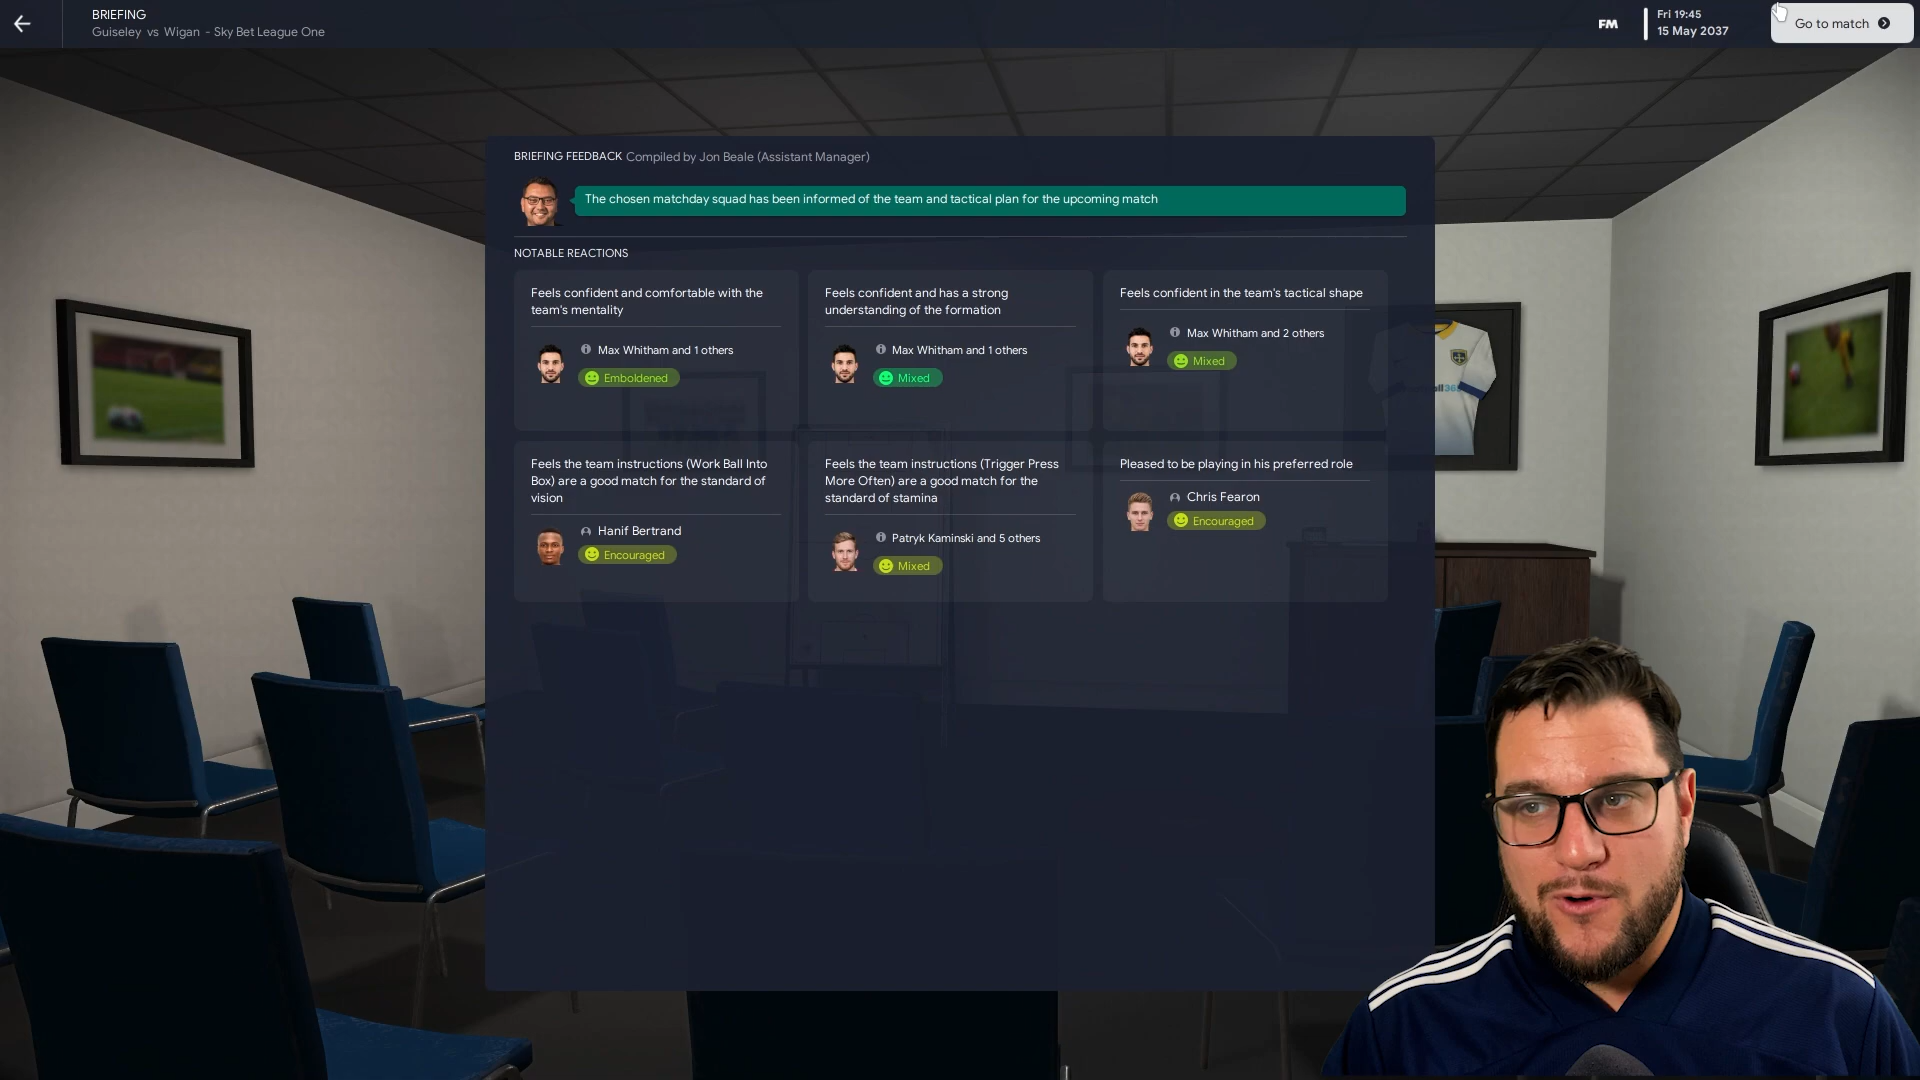 BRIEFING
Guiseley vs Wigan - Sky Bet League One
FM
Fri 19:45
15 May 2037
Go to match
BRIEFING FEEDBACK Compiled by Jon Beale (Assistant Manager)
The chosen matchday squad has been informed of the team and tactical plan for the upcoming match
NOTABLE REACTIONS
Feels confident and comfortable with the
team's mentality
Max Whitham and 1 others
Emboldened
Feels confident and has a strong
understanding of the formation
Max Whitham and 1 others
Mixed
Feels confident in the team's tactical shape
Max Whitham and 2 others
Mixed
Feels the team instructions (Work Ball Into
Box) are a good match for the standard of
vision
Hanif Bertrand
Encouraged
Feels the team instructions (Trigger Press
More Often) are a good match for the
standard of stamina
Patryk Kaminski and 5 others
Mixed
Pleased to be playing in his preferred role
Chris Fearon
Encouraged